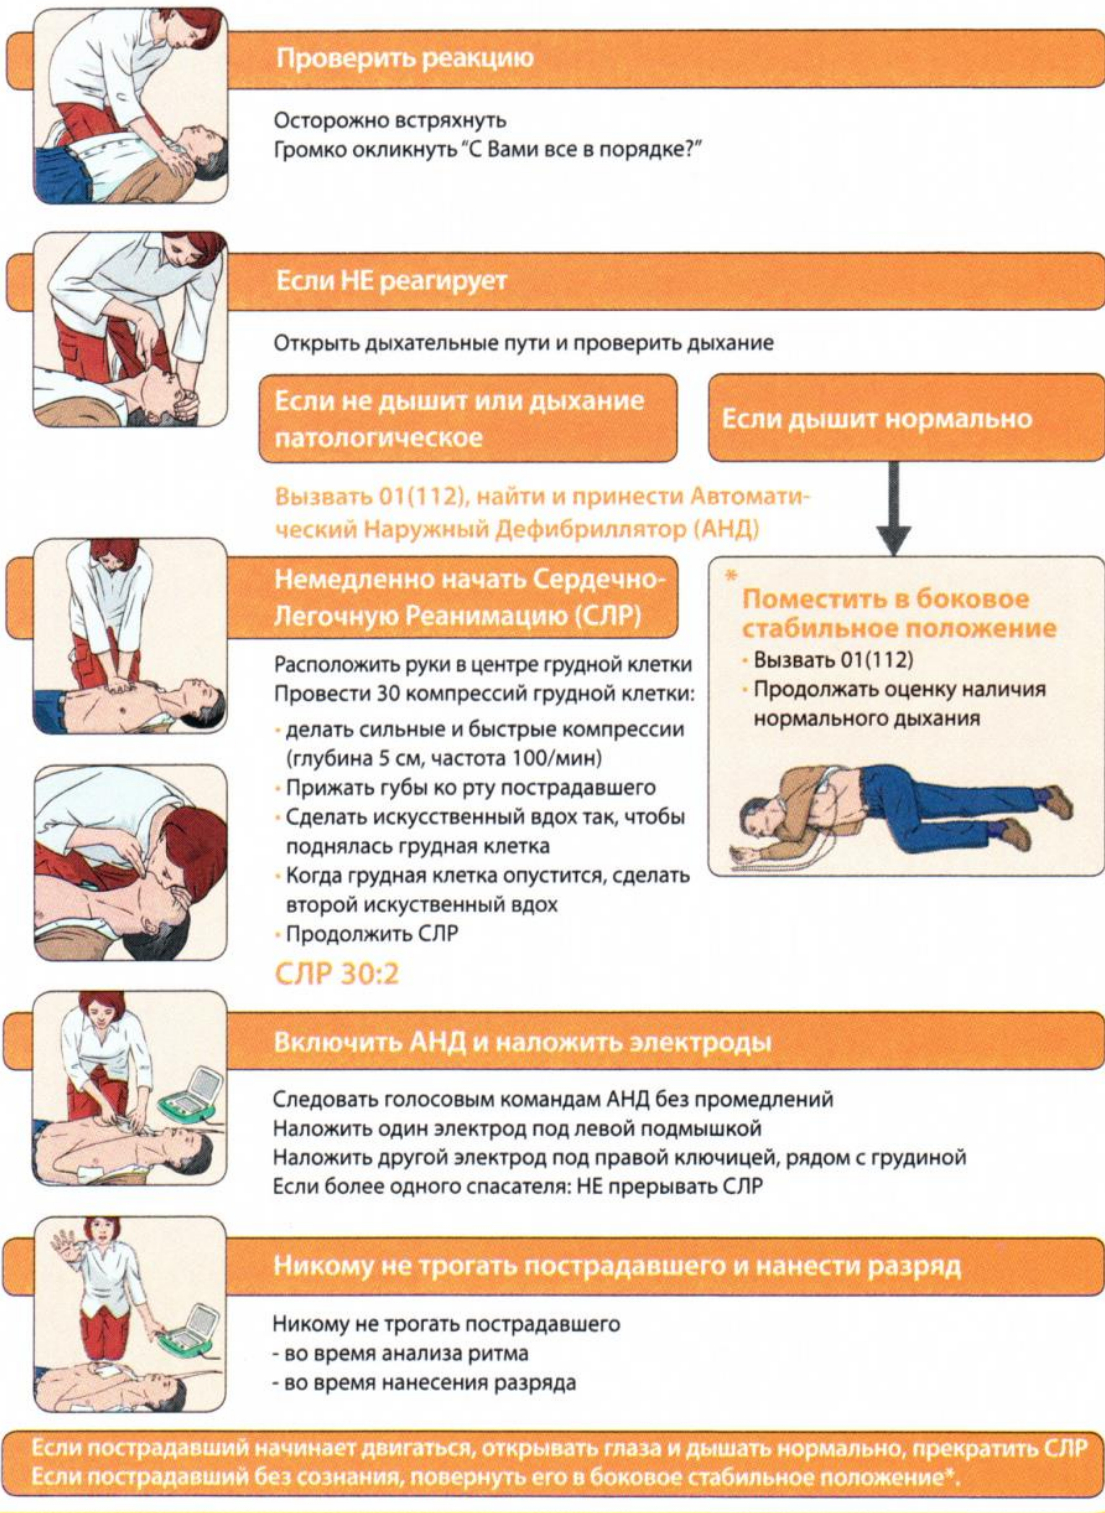 Проверить реакцию
Осторожно встряхнуть
Громко окликнуть "С Вами все в порядке?"
Если НЕ реагирует
Открыть дыхательные пути и проверить дыхание
Если не дышит или дыхание
патологическое
Если дышит нормально
Вызвать 01(112), найти и принести Автомати-
ческий Наружный Дефибриллятор (АНД)
Немедленно начать Сердечно-
Легочную Реанимацию (СЛР)
Расположить руки в центре грудной клетки
Провести 30 компрессий грудной клетки:
· делать сильные и быстрые компрессии
(глубина 5 см, частота 100/мин)
· Прижать губы ко рту пострадавшего
· Сделать искусственный вдох так, чтобы
поднялась грудная клетка
· Когда грудная клетка опустится, сделать
второй искуственный вдох
· Продолжить СЛР
СЛР 30:2
*
Поместить в боковое
стабильное положение
· Вызвать 01(112)
· Продолжать оценку наличия
нормального дыхания
Включить АНД и наложить электроды
Следовать голосовым командам АНД без промедлений
Наложить один электрод под левой подмышкой
Наложить другой электрод под правой ключицей, рядом с грудиной
Если более одного спасателя: НЕ прерывать СЛР
Никому не трогать пострадавшего и нанести разряд
Никому не трогать пострадавшего
- во время анализа ритма
- во время нанесения разряда
Если пострадавший начинает двигаться, открывать глаза и дышать нормально, прекратить СЛР
Если пострадавший без сознания, повернуть его в боковое стабильное положение*.